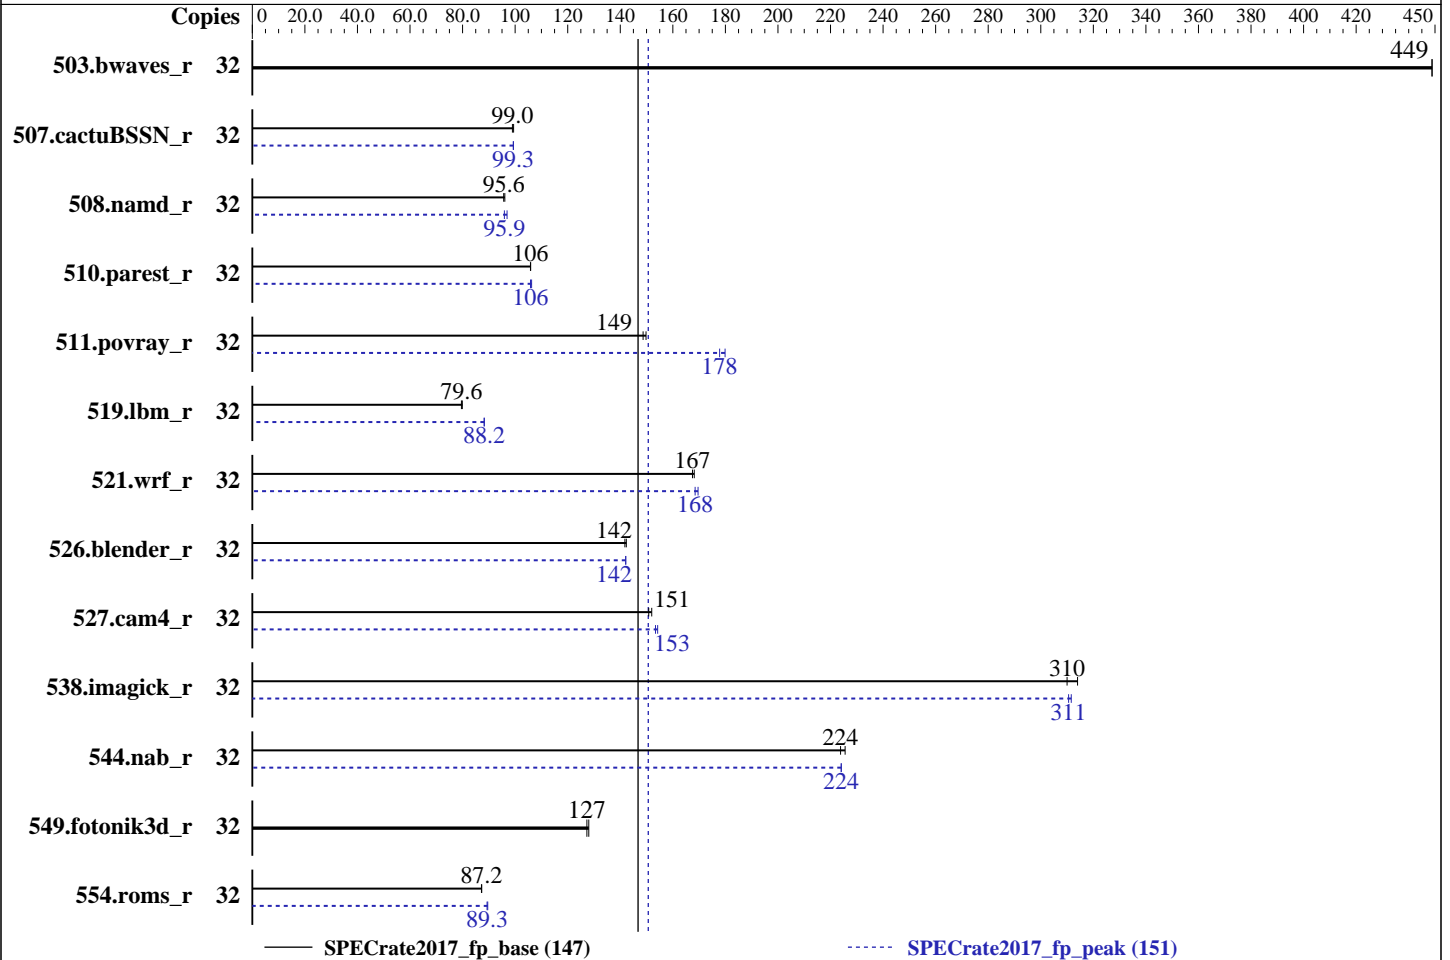 Copies 0 20.0 40.0 60.0 80.0 100 120 140 160 180 200 220 240 260 280 300 320 340 360 380 400 420 450
449
503.bwaves_r 32
99.0
507.cactuBSSN_r 32
99.3
95.6
508.namd_r 32
95.9
106
510.parest_r 32
106
149
511.povray_r 32
178
79.6
519.lbm_r 32
88.2
167
521.wrf_r 32
168
142
526.blender_r 32
142
151
527.cam4_r 32
153
310
538.imagick_r 32
311
224
544.nab_r 32
224
127
549.fotonik3d_r 32
87.2
554.roms_r 32
89.3
SPECrate2017_fp_base (147) SPECrate2017_fp_peak (151)